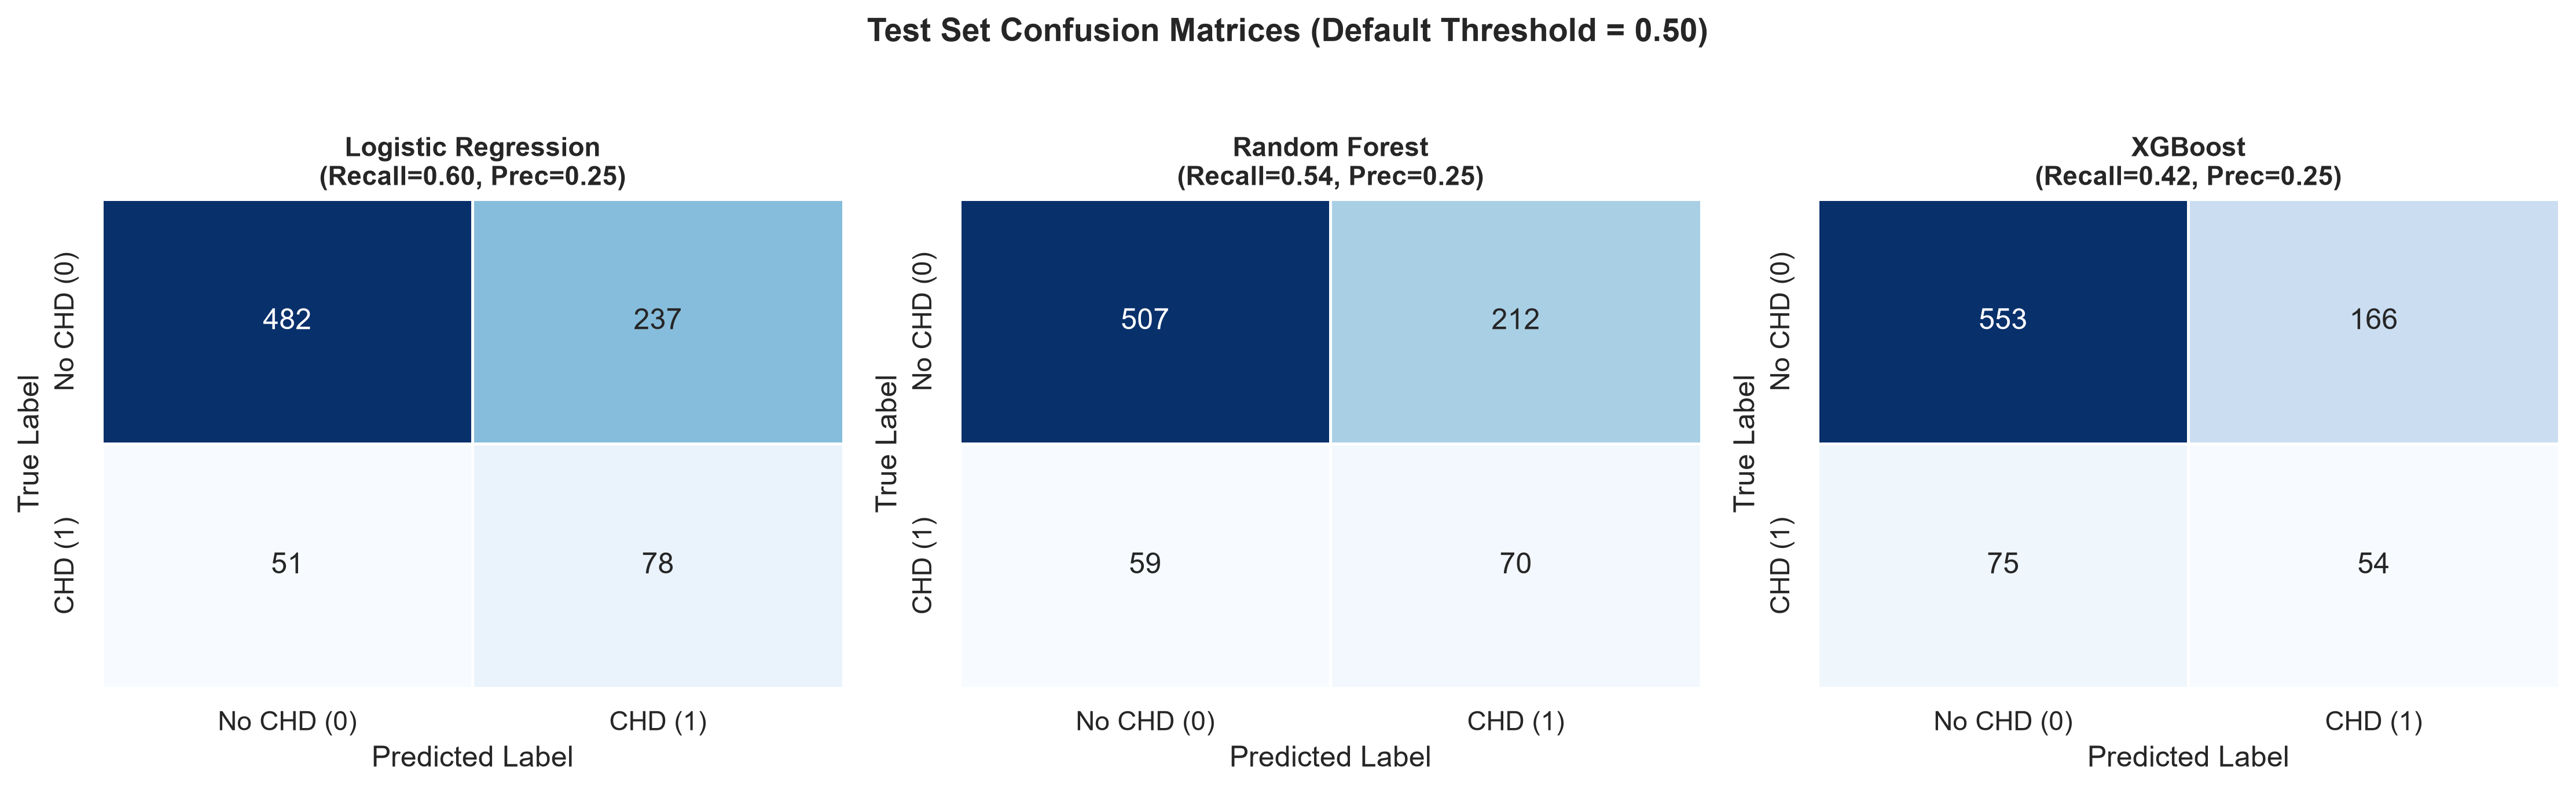 Test Set Confusion Matrices (Default Threshold = 0.50)
Logistic Regression
(Recall=0.60, Prec=0.25)
True Label
No CHD (0)
CHD (1)
482
237
51
78
No CHD (0)
CHD (1)
Predicted Label
Random Forest
(Recall=0.54, Prec=0.25)
True Label
No CHD (0)
CHD (1)
507
212
59
70
No CHD (0)
CHD (1)
Predicted Label
XGBoost
(Recall=0.42, Prec=0.25)
True Label
No CHD (0)
CHD (1)
553
166
75
54
No CHD (0)
CHD (1)
Predicted Label